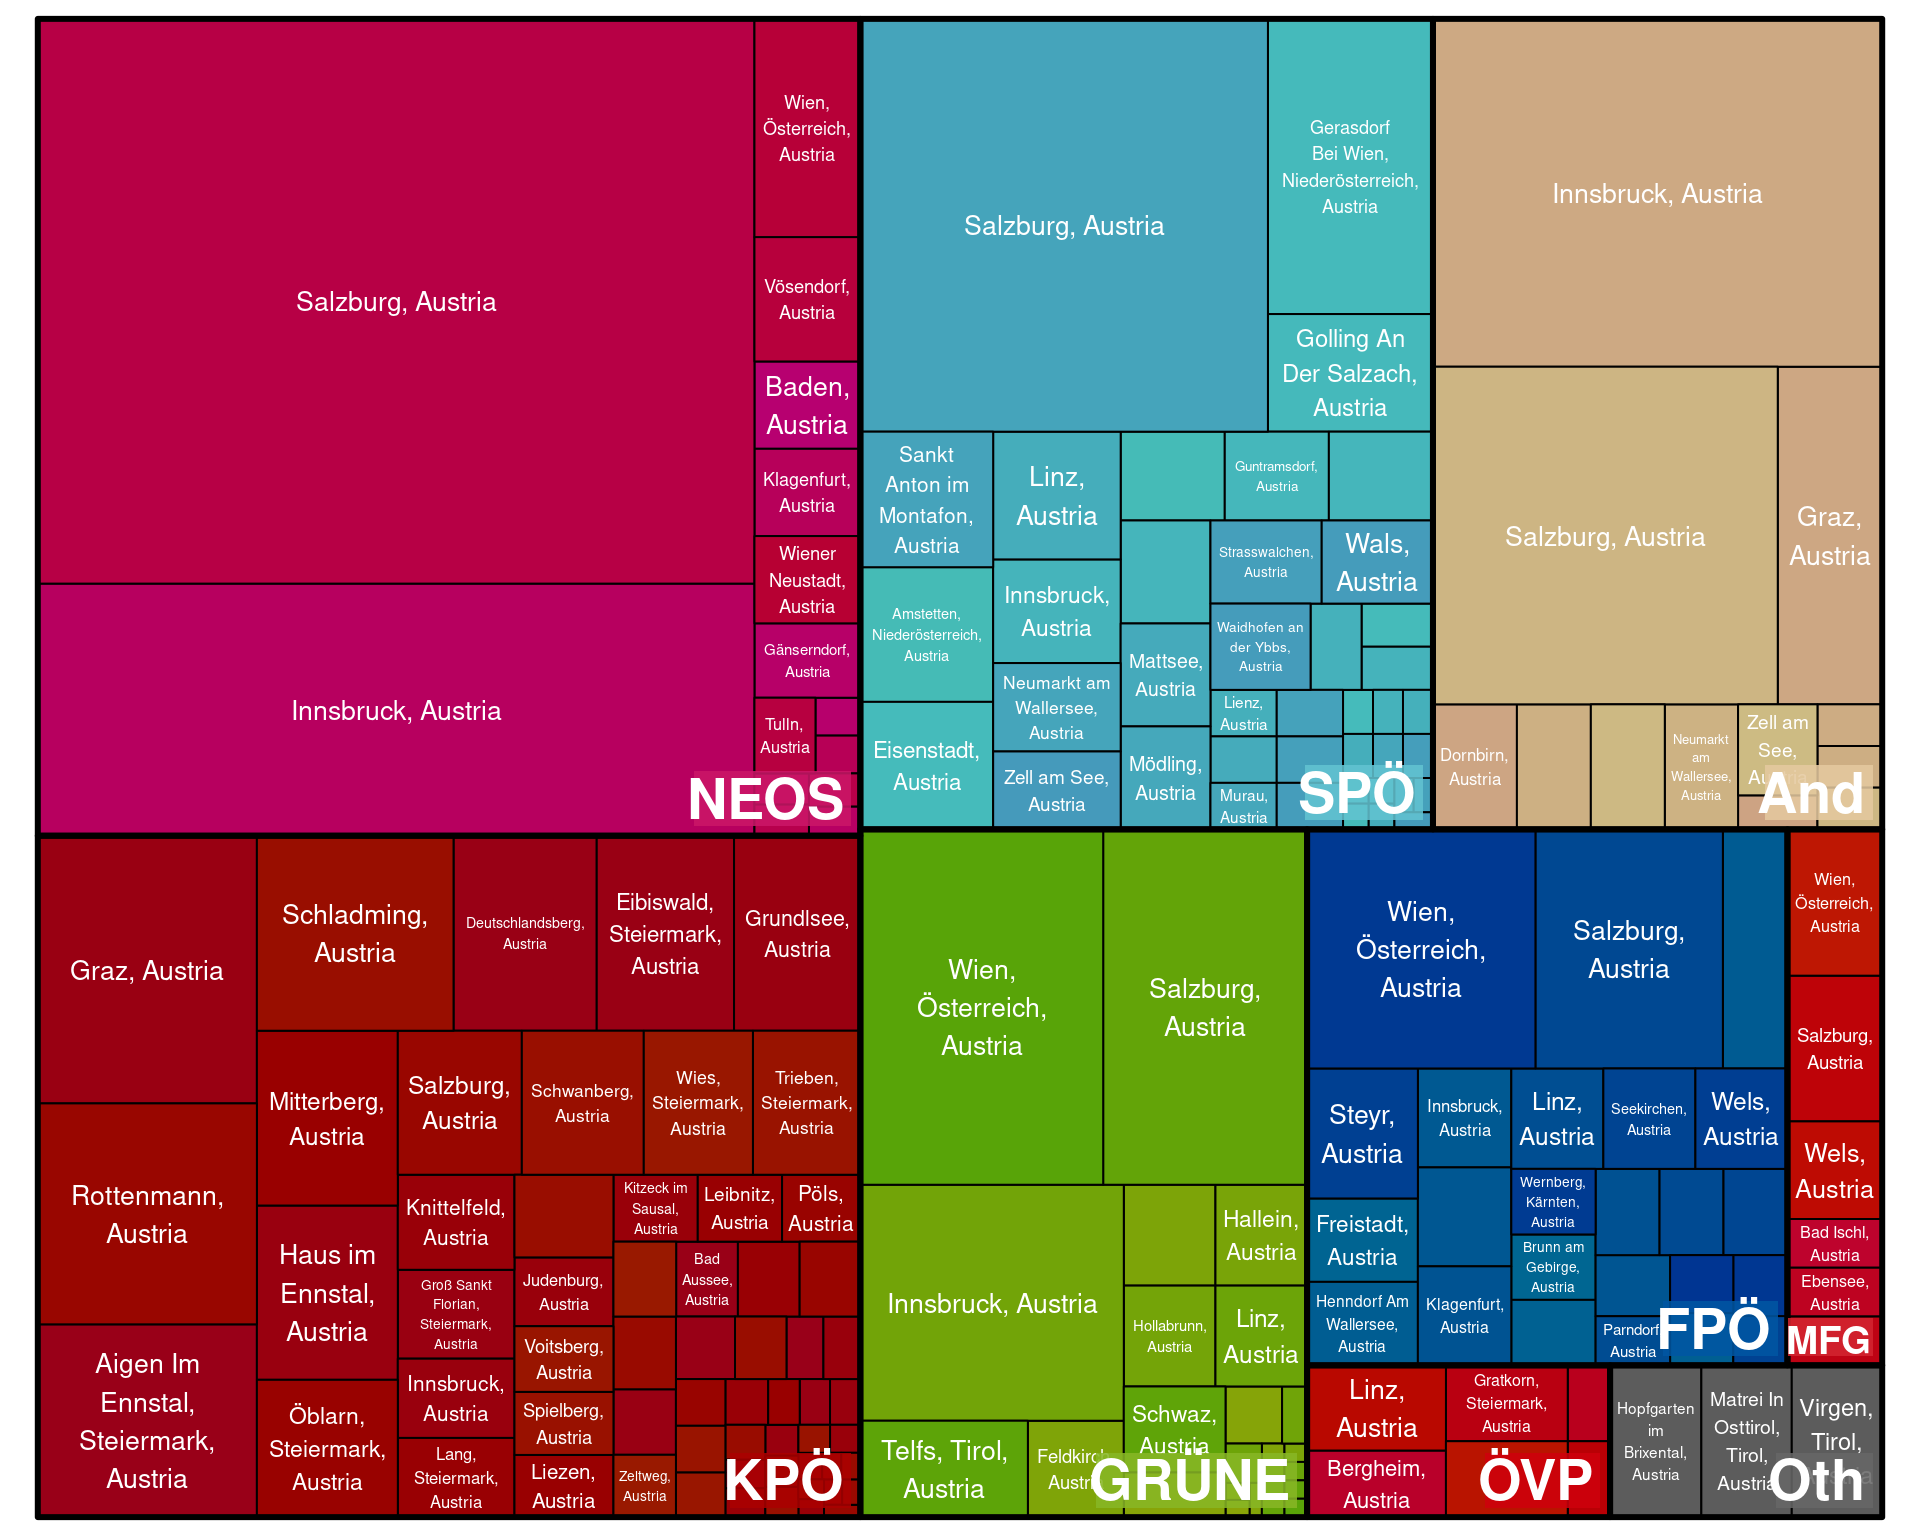 Salzburg, Austria
Innsbruck, Austria
Wien,
Österreich,
Austria
Vösendorf,
Austria
Baden,
Austria
Klagenfurt,
Austria
Wiener
Neustadt,
Austria
Gänserndorf,
Austria
Tulln,
Austria
NEOS
Salzburg, Austria
Gerasdorf
Bei Wien,
Niederösterreich,
Austria
Golling An
Der Salzach,
Austria
Sankt
Anton im
Montafon,
Austria
Amstetten,
Niederösterreich,
Austria
Eisenstadt,
Austria
Linz,
Austria
Innsbruck,
Austria
Neumarkt am
Wallersee,
Austria
Zell am See,
Austria
Guntramsdorf,
Austria
Strasswalchen,
Austria
Wals,
Austria
Waidhofen an
der Ybbs,
Austria
Mattsee,
Austria
Mödling,
Austria
Lienz,
Austria
Murau,
Austria
SPÖ
Innsbruck, Austria
Salzburg, Austria
Graz,
Austria
Dornbirn,
Austria
Neumarkt
am
Wallersee,
Austria
Zell am
See,
Austria
And
Graz, Austria
Rottenmann,
Austria
Aigen Im
Ennstal,
Steiermark,
Austria
Schladming,
Austria
Deutschlandsberg,
Austria
Eibiswald,
Steiermark,
Austria
Grundlsee,
Austria
Mitterberg,
Austria
Haus im
Ennstal,
Austria
Öblarn,
Steiermark,
Austria
Salzburg,
Austria
Schwanberg,
Austria
Wies,
Steiermark,
Austria
Trieben,
Steiermark,
Austria
Knittelfeld,
Austria
Groß Sankt
Florian,
Steiermark,
Austria
Innsbruck,
Austria
Lang,
Steiermark,
Austria
Judenburg,
Austria
Voitsberg,
Austria
Spielberg,
Austria
Liezen,
Austria
Kitzeck im
Sausal,
Austria
Leibnitz,
Austria
Pöls,
Austria
Bad
Aussee,
Austria
Zeltweg,
Austria
KPÖ
Wien,
Österreich,
Austria
Salzburg,
Austria
Innsbruck, Austria
Hallein,
Austria
Hollabrunn,
Austria
Linz,
Austria
Telfs, Tirol,
Austria
Feldkirch,
Austria
Schwaz,
Austria
GRÜNE
Wien,
Österreich,
Austria
Salzburg,
Austria
Steyr,
Austria
Freistadt,
Austria
Henndorf Am
Wallersee,
Austria
Innsbruck,
Austria
Klagenfurt,
Austria
Linz,
Austria
Seekirchen,
Austria
Wels,
Austria
Wernberg,
Kärnten,
Austria
Brunn am
Gebirge,
Austria
Parndorf,
Austria
FPÖ
Wien,
Österreich,
Austria
Salzburg,
Austria
Wels,
Austria
Bad Ischl,
Austria
Ebensee,
Austria
MFG
Linz,
Austria
Bergheim,
Austria
Gratkorn,
Steiermark,
Austria
ÖVP
Hopfgarten
im
Brixental,
Austria
Matrei In
Osttirol,
Tirol,
Austria
Virgen,
Tirol,
Austria
Oth